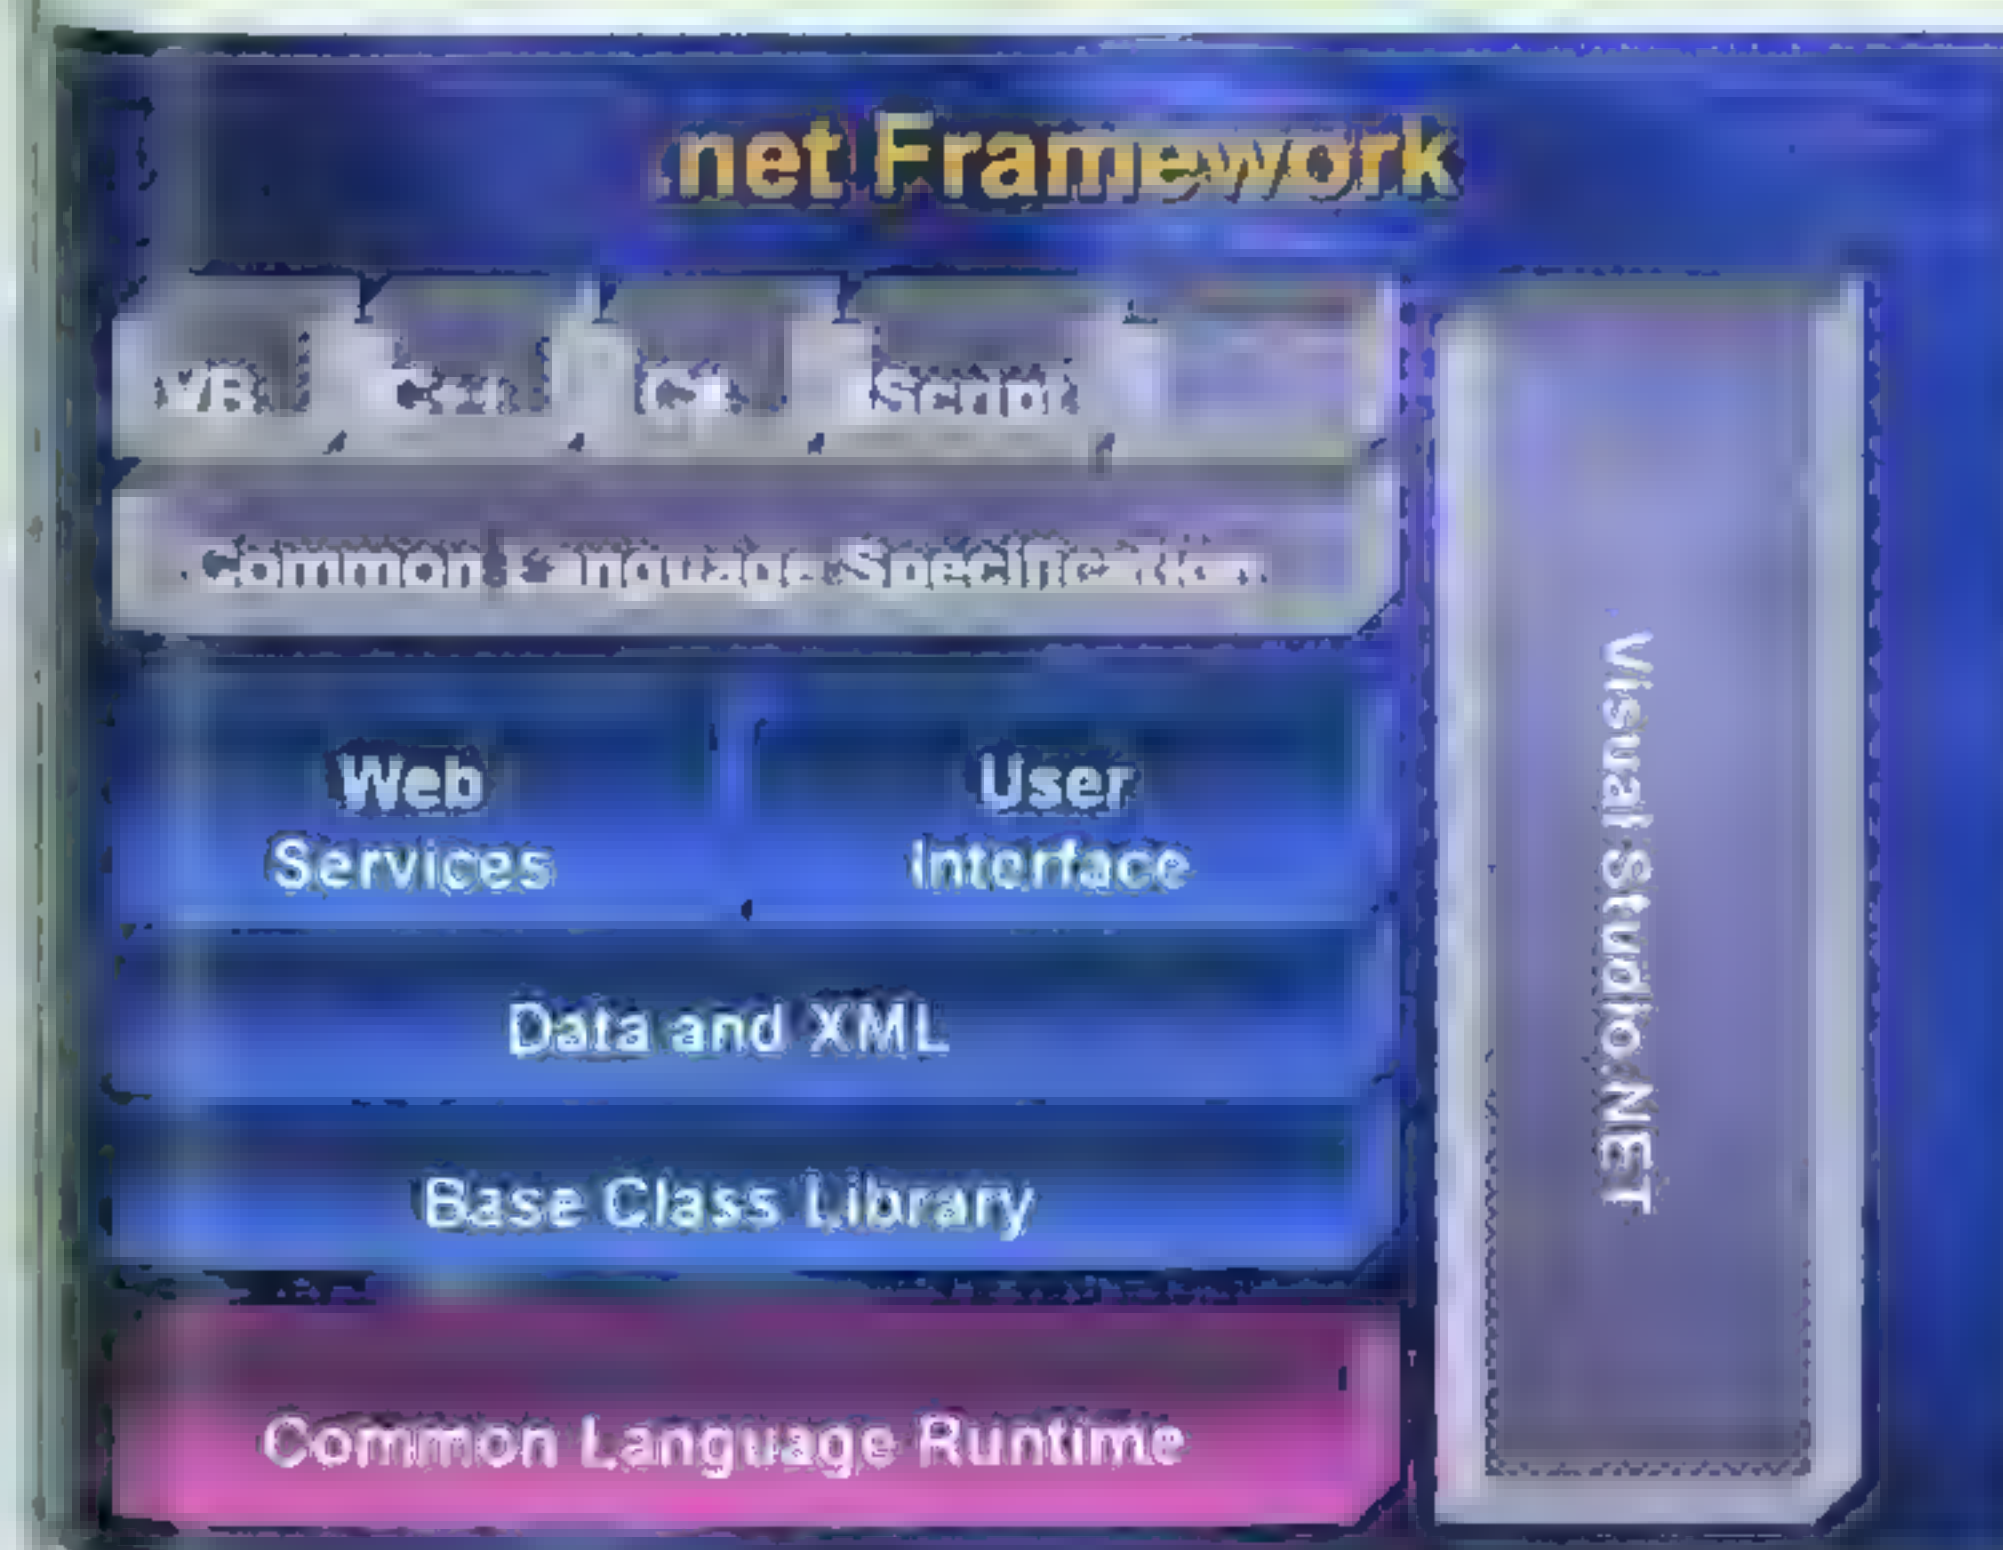 .net Framework
VB
C++
C#
JScript
Common Language Specification
Web
Services
User
Interface
Data and XML
Base Class Library
Common Language Runtime
Visual Studio.NET